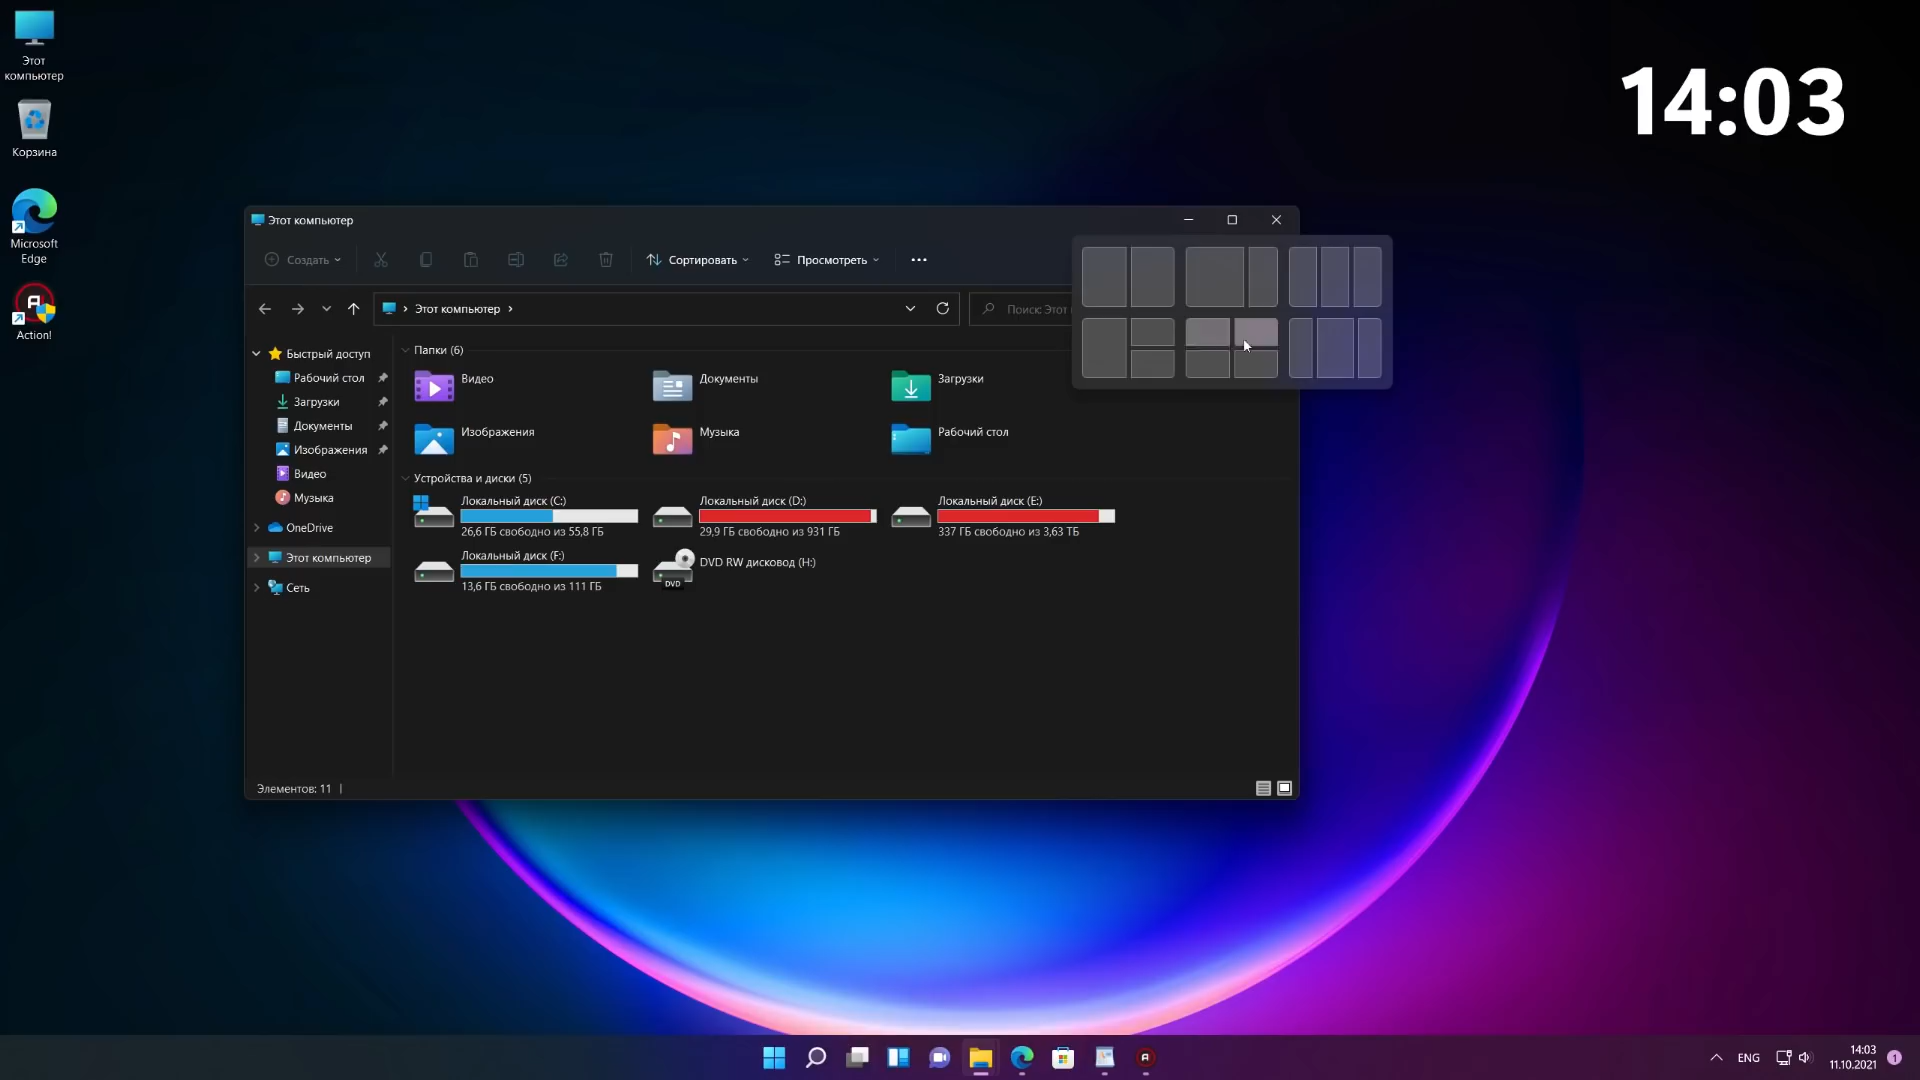 Этот
компьютер
Корзина
Microsoft
Edge
Action!
14:03
Этот компьютер
Создать
Сортировать
Просмотреть
Этот компьютер
Поиск: Этот
Быстрый доступ
Рабочий стол
Загрузки
Документы
Изображения
Видео
Музыка
OneDrive
Этот компьютер
Сеть
Папки (6)
Видео
Документы
Загрузки
Изображения
Музыка
Рабочий стол
Устройства и диски (5)
Локальный диск (C:)
26,6 ГБ свободно из 55,8 ГБ
Локальный диск (D:)
29,9 ГБ свободно из 931 ГБ
Локальный диск (E:)
337 ГБ свободно из 3,63 ТБ
Локальный диск (F:)
13,6 ГБ свободно из 111 ГБ
DVD
DVD RW дисковод (H:)
Элементов: 11
ENG
14:03
11.10.2021
1